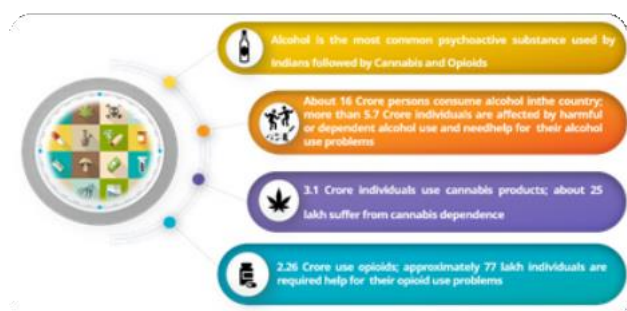 Alcohol is the most common psychoactive substance used by
Indians followed by Cannabis and Opioids
About 16 Crore persons consume alcohol inthe country;
more than 5.7 Crore individuals are affected by harmful
or dependent alcohol use and needhelp for their alcohol
use problems
3.1 Crore individuals use cannabis products; about 25
lakh suffer from cannabis dependence
2.26 Crore use opioids; approximately 77 lakh individuals are
required help for their opioid use problems